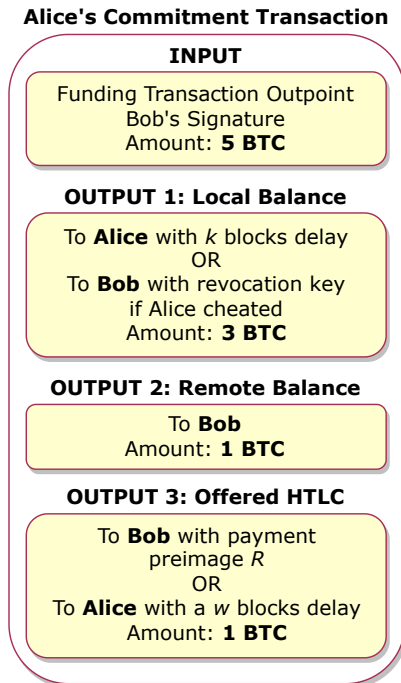 Alice's Commitment Transaction
INPUT
Funding Transaction Outpoint
Bob's Signature
Amount: 5 BTC
OUTPUT 1: Local Balance
To Alice with k blocks delay
OR
To Bob with revocation key
if Alice cheated
Amount: 3 BTC
OUTPUT 2: Remote Balance
To Bob
Amount: 1 BTC
OUTPUT 3: Offered HTLC
To Bob with payment
preimage R
OR
To Alice with a w blocks delay
Amount: 1 BTC